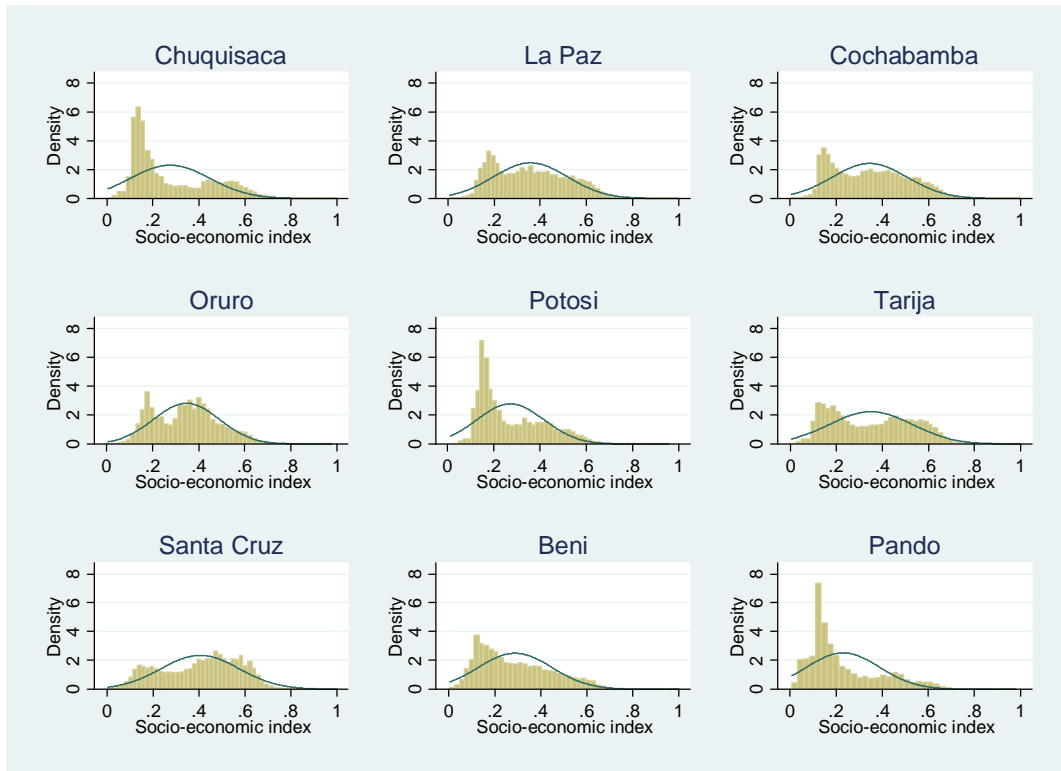 Chuquisaca
Density
8
6
4
2
0
0 .2 .4 .6 .8 1
Socio-economic index
La Paz
Density
8
6
4
2
0
0 .2 .4 .6 .8 1
Socio-economic index
Cochabamba
Density
8
6
4
2
0
0 .2 .4 .6 .8 1
Socio-economic index
Oruro
Density
8
6
4
2
0
0 .2 .4 .6 .8 1
Socio-economic index
Potosi
Density
8
6
4
2
0
0 .2 .4 .6 .8 1
Socio-economic index
Tarija
Density
8
6
4
2
0
0 .2 .4 .6 .8 1
Socio-economic index
Santa Cruz
Density
8
6
4
2
0
0 .2 .4 .6 .8 1
Socio-economic index
Beni
Density
8
6
4
2
0
0 .2 .4 .6 .8 1
Socio-economic index
Pando
Density
8
6
4
2
0
0 .2 .4 .6 .8 1
Socio-economic index